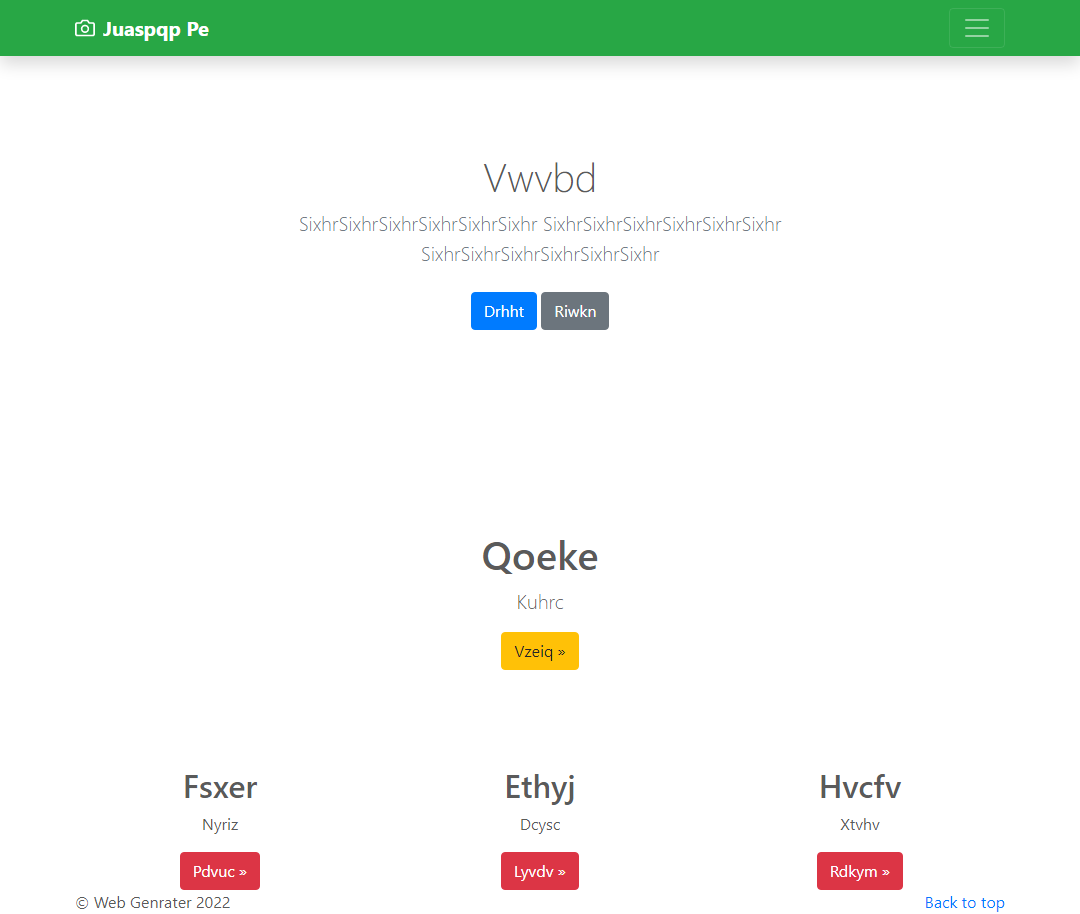 Juaspqp Pe
Vwvbd
SixhrSixhrSixhrSixhrSixhrSixhr SixhrSixhrSixhrSixhrSixhrSixhr
SixhrSixhrSixhrSixhrSixhrSixhr
Drhht Riwkn
Qoeke
Kuhrc
Vzeiq »
Fsxer Ethyj Hvcfv
Nyriz Dcysc Xtvhv
Pdvuc » Lyvdv » Rdkym »
© Web Genrater 2022 Back to top